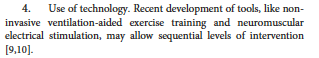 4. Use of technology. Recent development of tools, like non-
invasive ventilation-aided exercise training and neuromuscular
electrical stimulation, may allow sequential levels of intervention
[9,10].